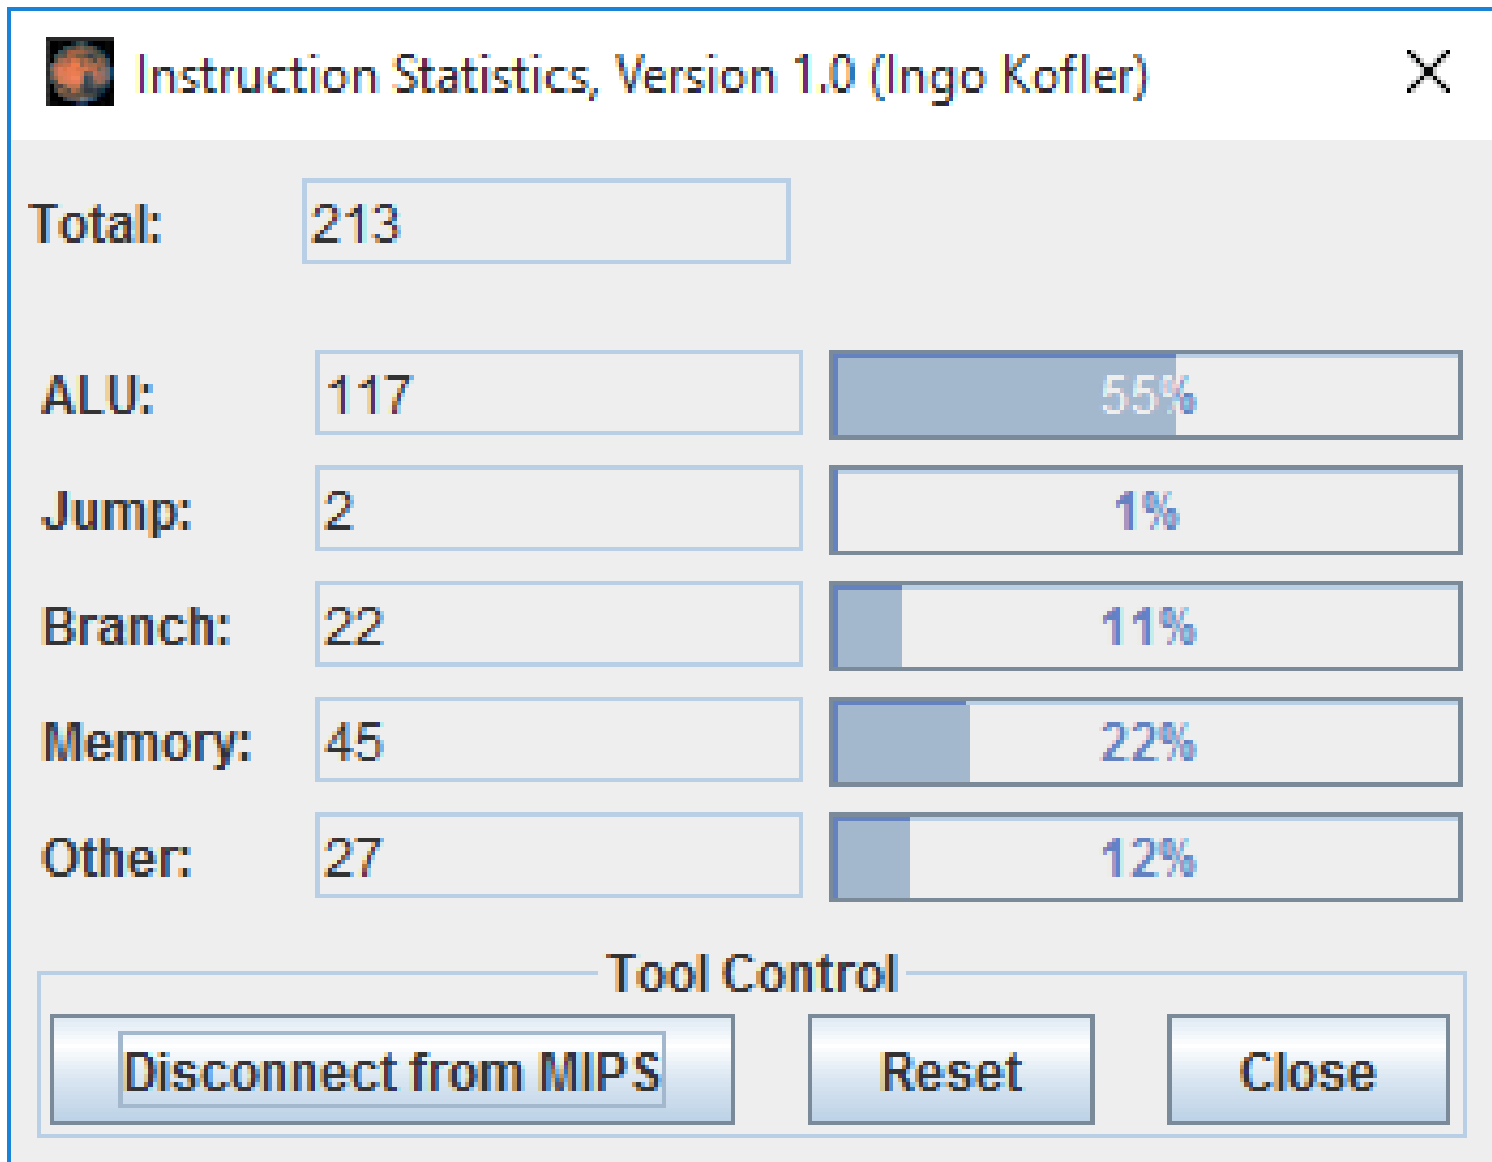 Instruction Statistics, Version 1.0 (Ingo Kofler)
Total: 213
ALU: 117 55%
Jump: 2 1%
Branch: 22 11%
Memory: 45 22%
Other: 27 12%
Tool Control
Disconnect from MIPS Reset Close